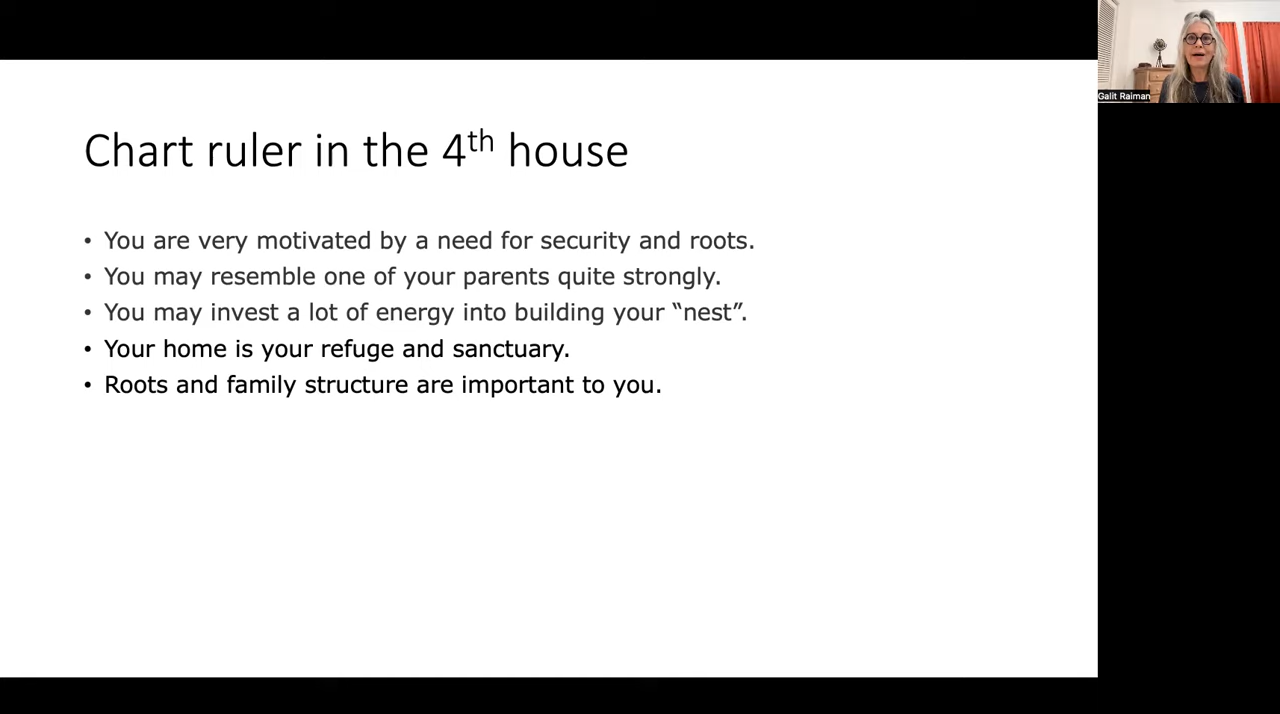 Chart ruler in the 4th house
• You are very motivated by a need for security and roots.
• You may resemble one of your parents quite strongly.
• You may invest a lot of energy into building your “nest”.
• Your home is your refuge and sanctuary.
• Roots and family structure are important to you.
Galit Raiman